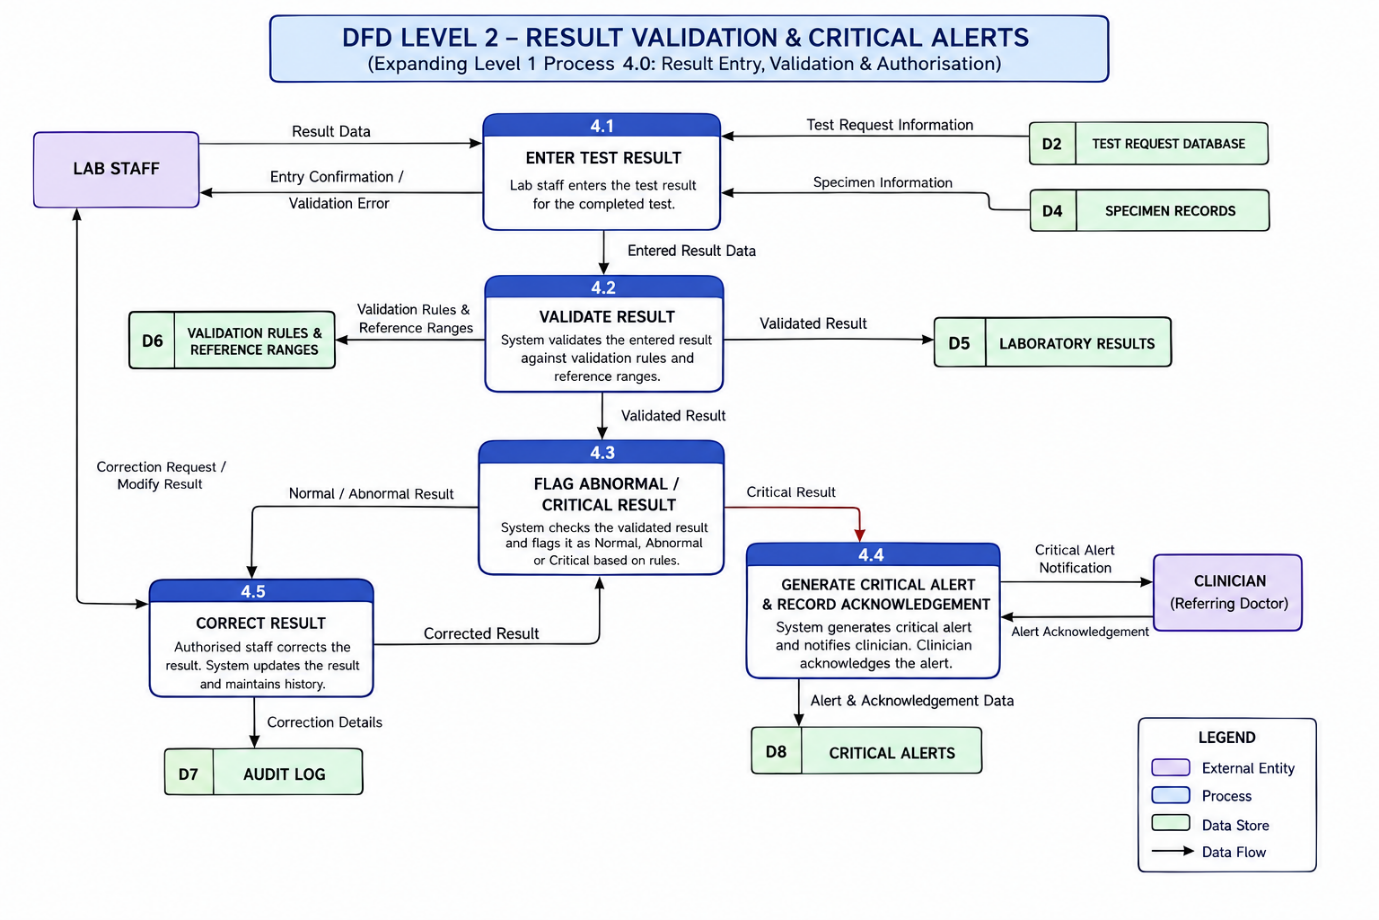 DFD LEVEL 2 – RESULT VALIDATION & CRITICAL ALERTS
(Expanding Level 1 Process 4.0: Result Entry, Validation & Authorisation)
LAB STAFF
Result Data
Entry Confirmation /
Validation Error
4.1
ENTER TEST RESULT
Lab staff enters the test result
for the completed test.
Test Request Information
D2
TEST REQUEST DATABASE
Specimen Information
D4
SPECIMEN RECORDS
Entered Result Data
4.2
VALIDATE RESULT
System validates the entered result
against validation rules and
reference ranges.
Validation Rules &
Reference Ranges
D6
VALIDATION RULES &
REFERENCE RANGES
Validated Result
D5
LABORATORY RESULTS
Validated Result
4.3
FLAG ABNORMAL /
CRITICAL RESULT
System checks the validated result
and flags it as Normal, Abnormal
or Critical based on rules.
Correction Request /
Modify Result
Normal / Abnormal Result
Critical Result
4.4
GENERATE CRITICAL ALERT
& RECORD ACKNOWLEDGEMENT
System generates critical alert
and notifies clinician. Clinician
acknowledges the alert.
Critical Alert
Notification
CLINICIAN
(Referring Doctor)
Alert Acknowledgement
4.5
CORRECT RESULT
Authorised staff corrects the
result. System updates the result
and maintains history.
Corrected Result
Correction Details
D7
AUDIT LOG
Alert & Acknowledgement Data
D8
CRITICAL ALERTS
LEGEND
External Entity
Process
Data Store
Data Flow